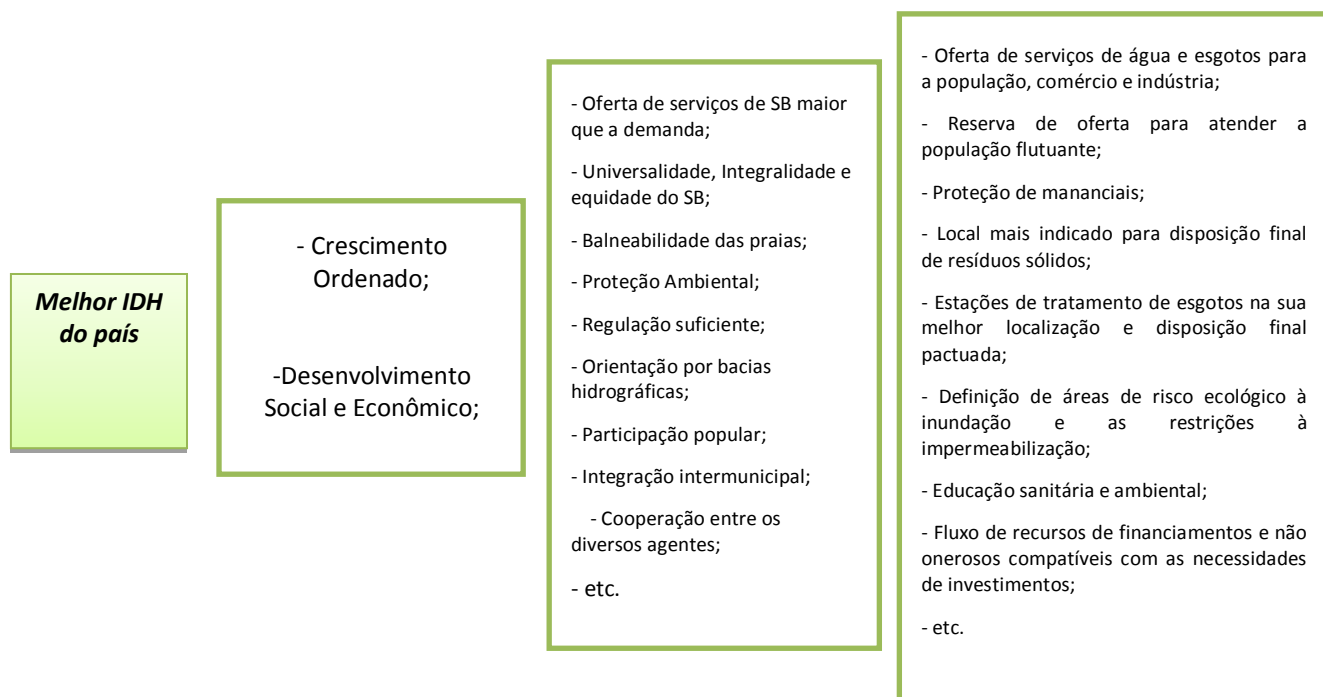 Melhor IDH
do país
- Crescimento
Ordenado;
-Desenvolvimento
Social e Econômico;
- Oferta de serviços de SB maior
que a demanda;
- Universalidade, Integralidade e
equidade do SB;
- Balneabilidade das praias;
- Proteção Ambiental;
- Regulação suficiente;
- Orientação por bacias
hidrográficas;
- Participação popular;
- Integração intermunicipal;
- Cooperação entre os
diversos agentes;
- etc.
- Oferta de serviços de água e esgotos para
a população, comércio e indústria;
- Reserva de oferta para atender a
população flutuante;
- Proteção de mananciais;
- Local mais indicado para disposição final
de resíduos sólidos;
- Estações de tratamento de esgotos na sua
melhor localização e disposição final
pactuada;
- Definição de áreas de risco ecológico à
inundação e as restrições à
impermeabilização;
- Educação sanitária e ambiental;
- Fluxo de recursos de financiamentos e não
onerosos compatíveis com as necessidades
de investimentos;
- etc.